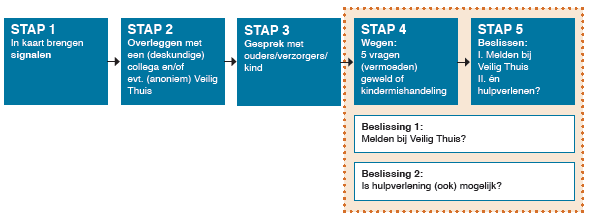 STAP 1
In kaart brengen
signalen
STAP 2
Overleggen met
een (deskundige)
collega en/of
evt. (anoniem) Veilig
Thuis
STAP 3
Gesprek met
ouders/verzorgers/
kind
STAP 4
Wegen:
5 vragen
(vermoeden)
geweld of
kindermishandeling
STAP 5
Beslissen:
I. Melden bij
Veilig Thuis
II. én
hulpverlenen?
Beslissing 1:
Melden bij Veilig Thuis?
Beslissing 2:
Is hulpverlening (ook) mogelijk?